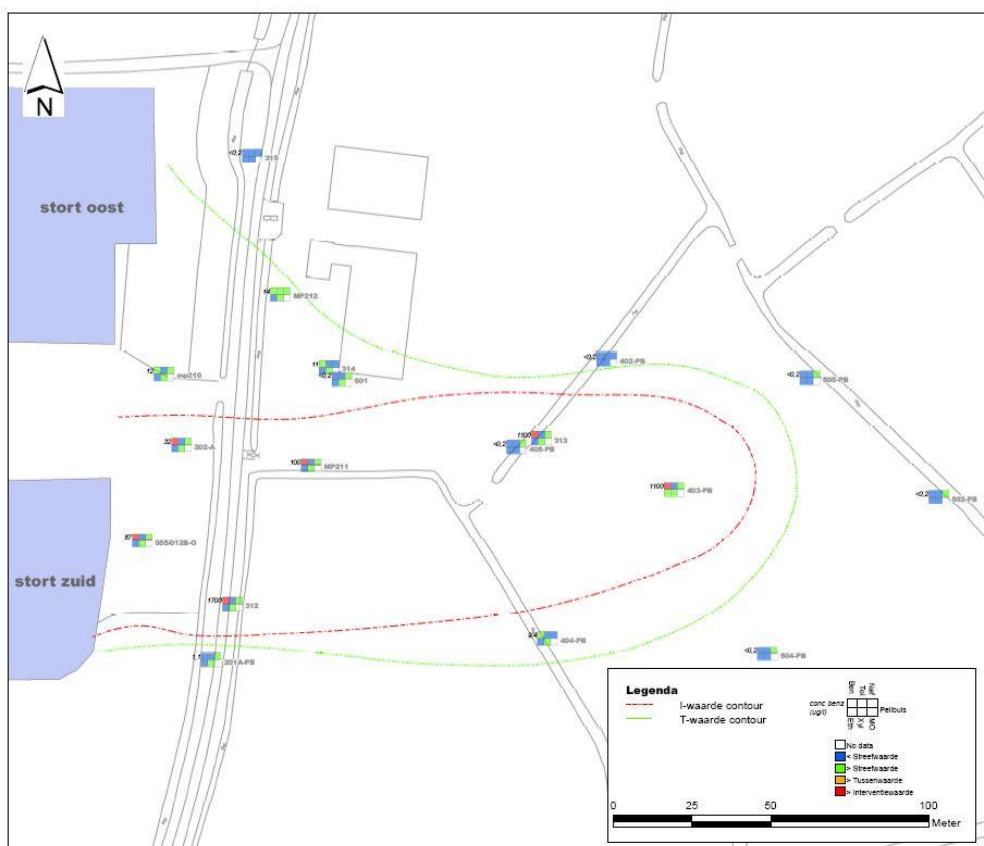 N
<0,2
315
stort oost
14
MP212
11
314
<0,2
601
12
mp210
<0,2
402-PB
<0,2
32
202-A
1100
313
<0,2
405-PB
100
MP211
1100
403-PB
<0,2
502-PB
87
stort zuid
1700
312
9,4
404-PB
1,1
201A-PB
<0,2
504-PB
Legenda
I-waarde contour
T-waarde contour
conc benz
(ug/l)
Ben
Tol
Naf
Eth
Xyl
MO
Peilbuis
No data
< Streefwaarde
> Streefwaarde
> Tussenwaarde
> Interventiewaarde
0
25
50
100
Meter